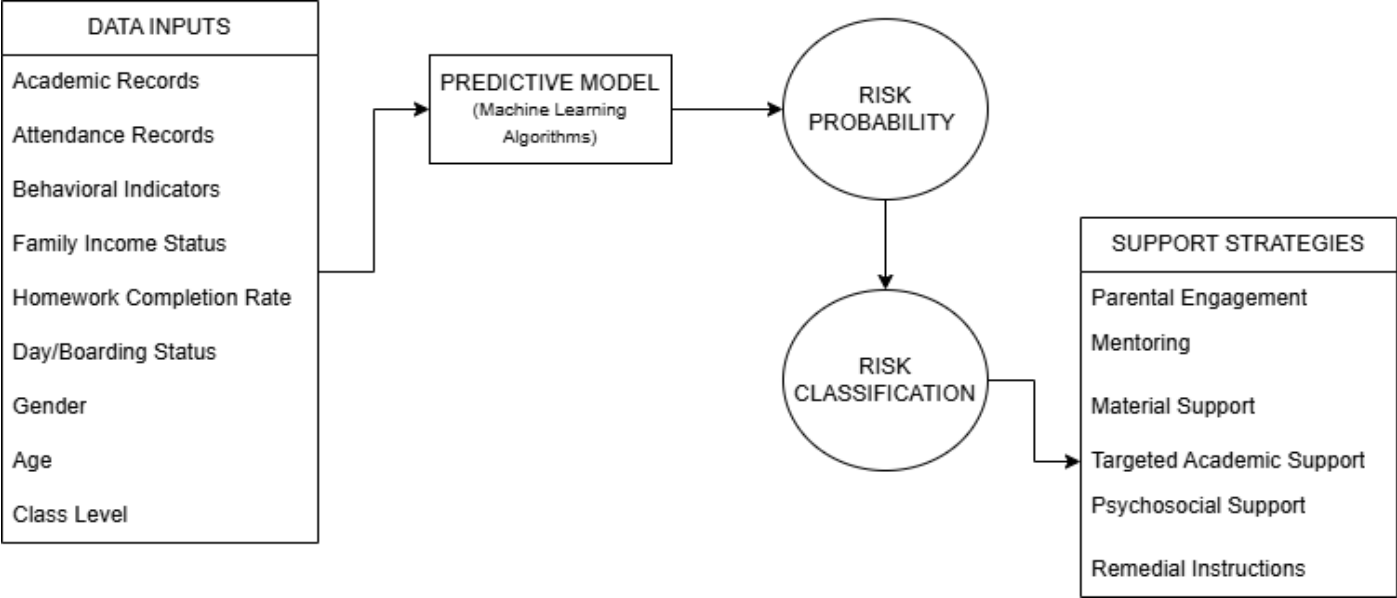 DATA INPUTS
Academic Records
Attendance Records
Behavioral Indicators
Family Income Status
Homework Completion Rate
Day/Boarding Status
Gender
Age
Class Level
PREDICTIVE MODEL
(Machine Learning
Algorithms)
RISK
PROBABILITY
RISK
CLASSIFICATION
SUPPORT STRATEGIES
Parental Engagement
Mentoring
Material Support
Targeted Academic Support
Psychosocial Support
Remedial Instructions